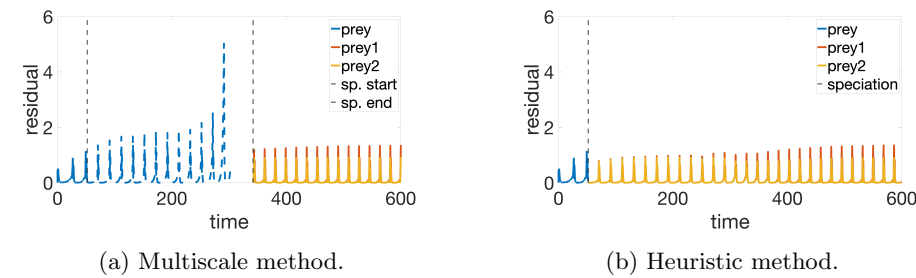 6
4
2
0
residual
0
200
400
600
time
prey
prey1
prey2
sp. start
sp. end
(a) Multiscale method.
6
4
2
0
residual
0
200
400
600
time
prey
prey1
prey2
speciation
(b) Heuristic method.